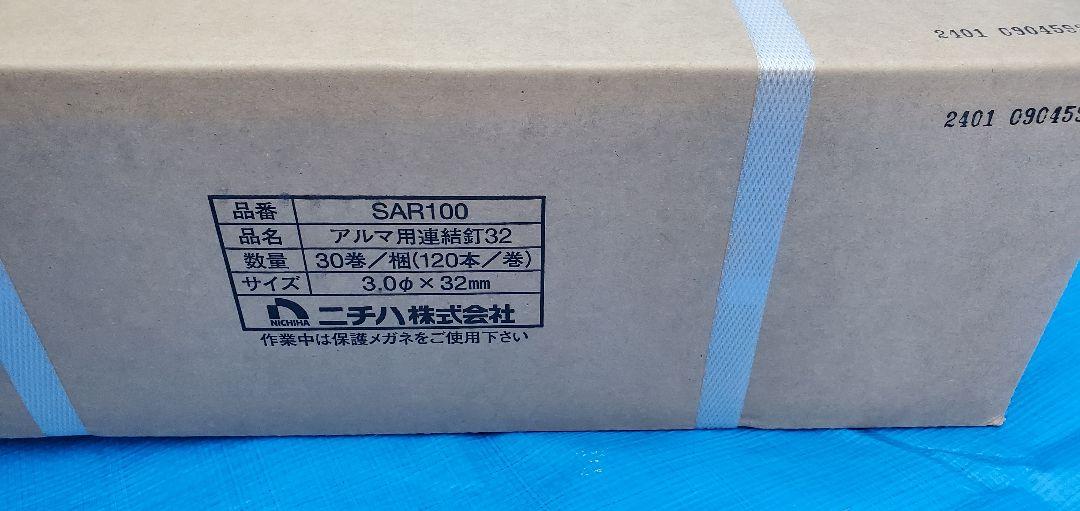 2401 09045S
2401 09045S
品番 SAR100
品名 アルマ用連結釘32
数量 30巻/梱(120本/巻)
サイズ 3.0φ×32mm
NICHIHA ニチハ株式会社
作業中は保護メガネをご使用下さい